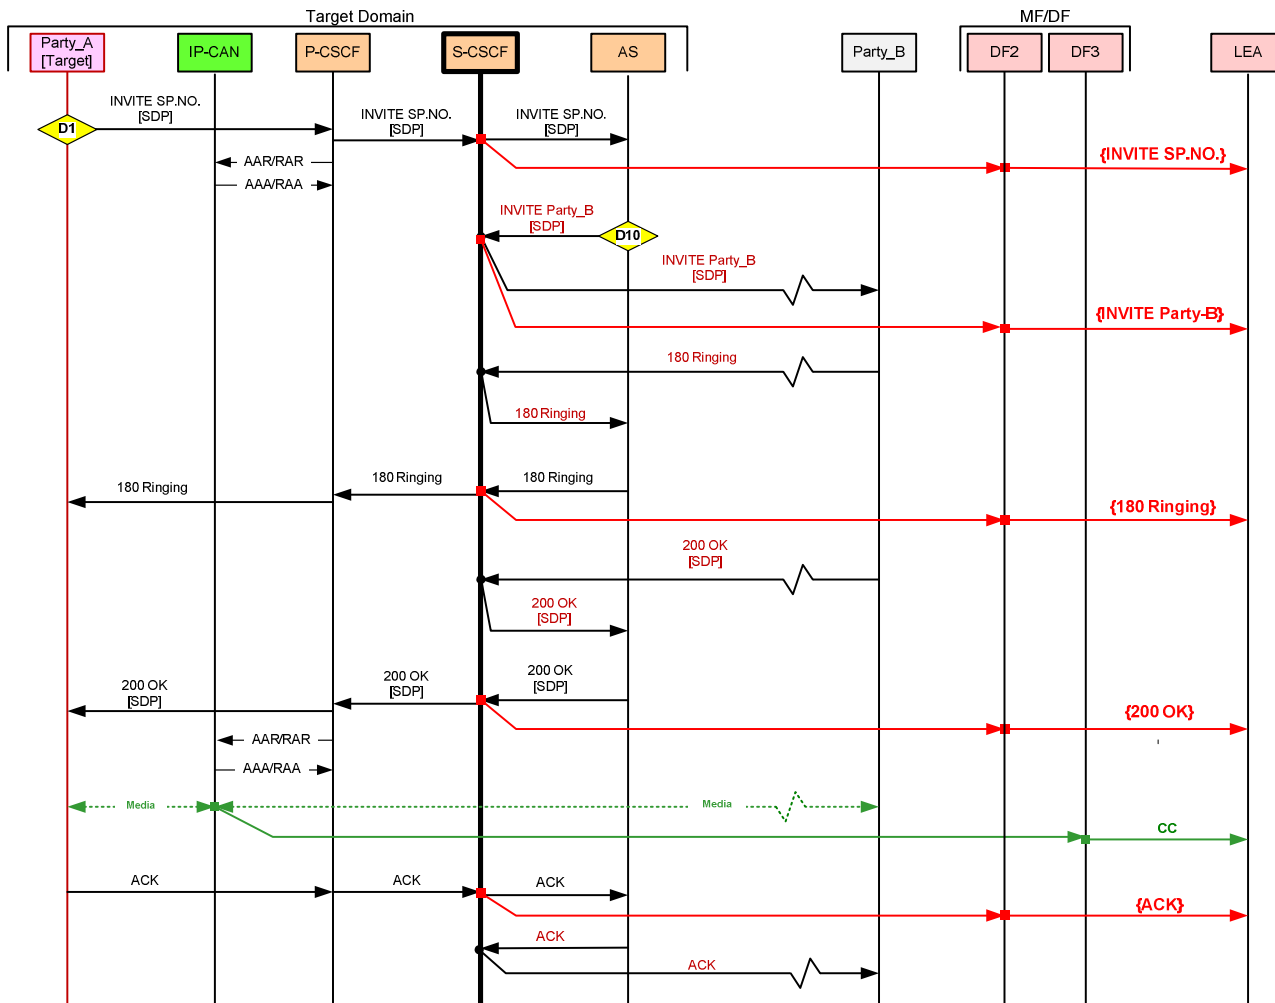 Target Domain
MF/DF
Party_A
[Target]
IP-CAN
P-CSCF
S-CSCF
AS
Party_B
DF2
DF3
LEA
INVITE SP.NO.
[SDP]
D1
INVITE SP.NO.
[SDP]
INVITE SP.NO.
[SDP]
{INVITE SP.NO.}
AAR/RAR
AAA/RAA
INVITE Party_B
[SDP]
D10
INVITE Party_B
[SDP]
{INVITE Party-B}
180 Ringing
180 Ringing
180 Ringing
180 Ringing
180 Ringing
{180 Ringing}
200 OK
[SDP]
200 OK
[SDP]
200 OK
[SDP]
200 OK
[SDP]
200 OK
[SDP]
{200 OK}
AAR/RAR
AAA/RAA
Media
Media
CC
ACK
ACK
ACK
{ACK}
ACK
ACK